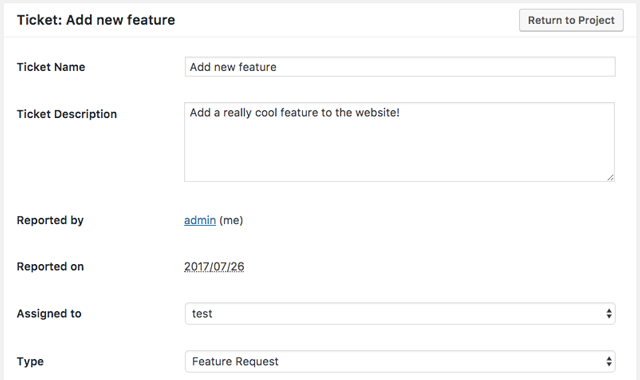 Ticket: Add new feature
Return to Project
Ticket Name
Add new feature
Ticket Description
Add a really cool feature to the website!
Reported by
admin (me)
Reported on
2017/07/26
Assigned to
test
Type
Feature Request